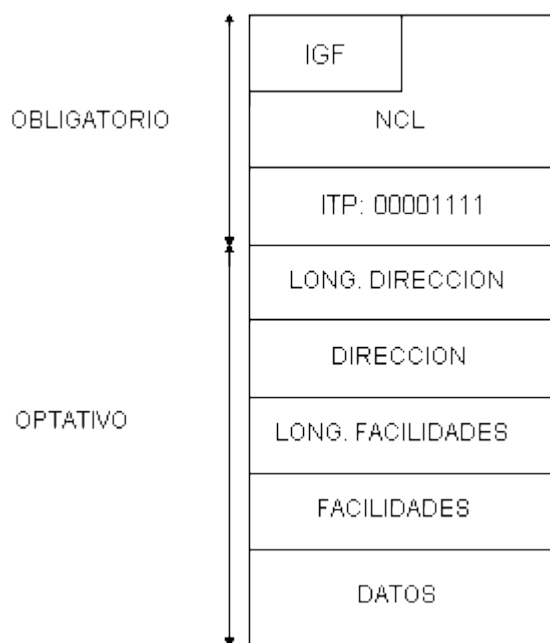 IGF
OBLIGATORIO
NCL
ITP: 00001111
LONG. DIRECCION
DIRECCION
OPTATIVO
LONG. FACILIDADES
FACILIDADES
DATOS